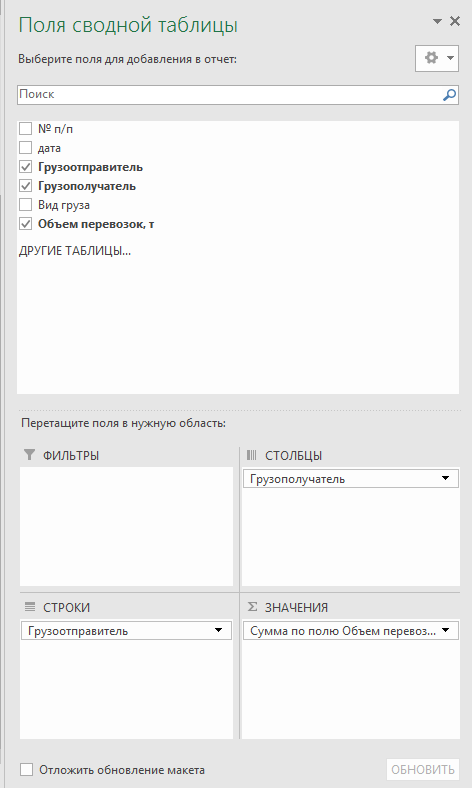 Поля сводной таблицы
Выберите поля для добавления в отчет:
Поиск
№ п/п
дата
Грузоотправитель
Грузополучатель
Вид груза
Объем перевозок, т
ДРУГИЕ ТАБЛИЦЫ...
Перетащите поля в нужную область:
ФИЛЬТРЫ
СТОЛБЦЫ
Грузополучатель
СТРОКИ
ЗНАЧЕНИЯ
Грузоотправитель
Сумма по полю Объем перевоз...
Отложить обновление макета
ОБНОВИТЬ